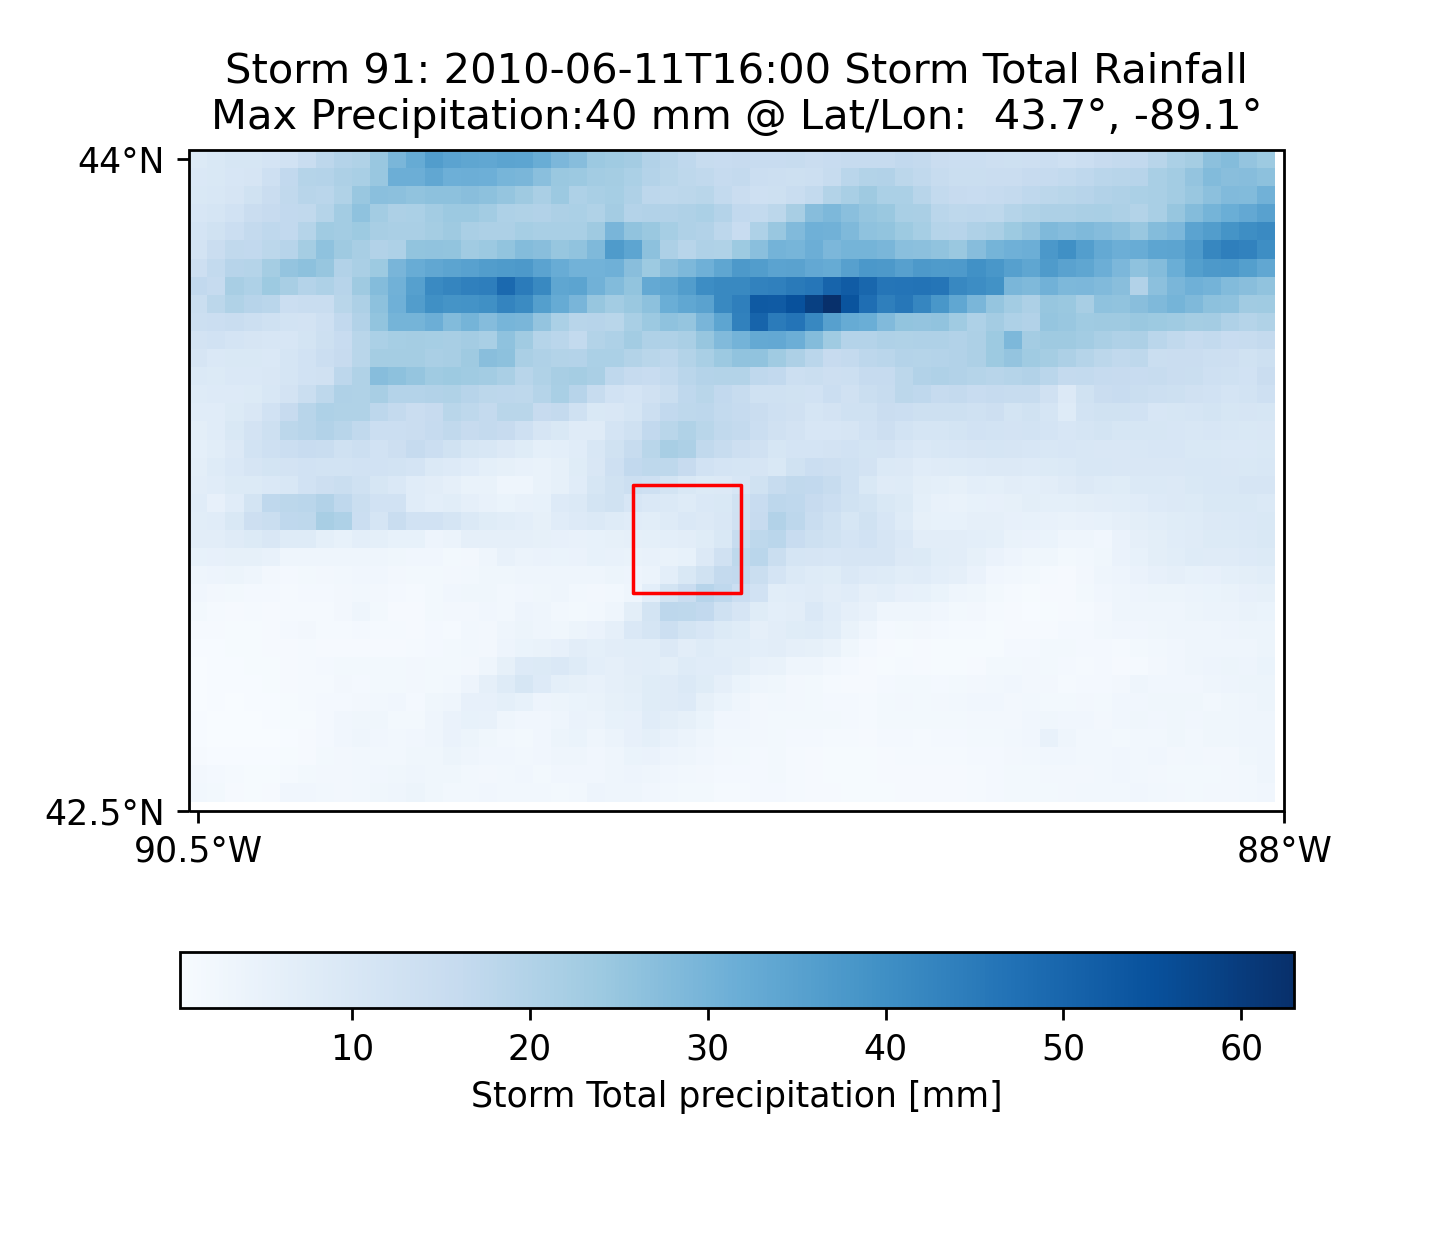 Storm 91: 2010-06-11T16:00 Storm Total Rainfall
Max Precipitation:40 mm @ Lat/Lon:  43.7°, -89.1°
44°N
42.5°N
90.5°W 88°W
10 20 30 40 50 60
Storm Total precipitation [mm]